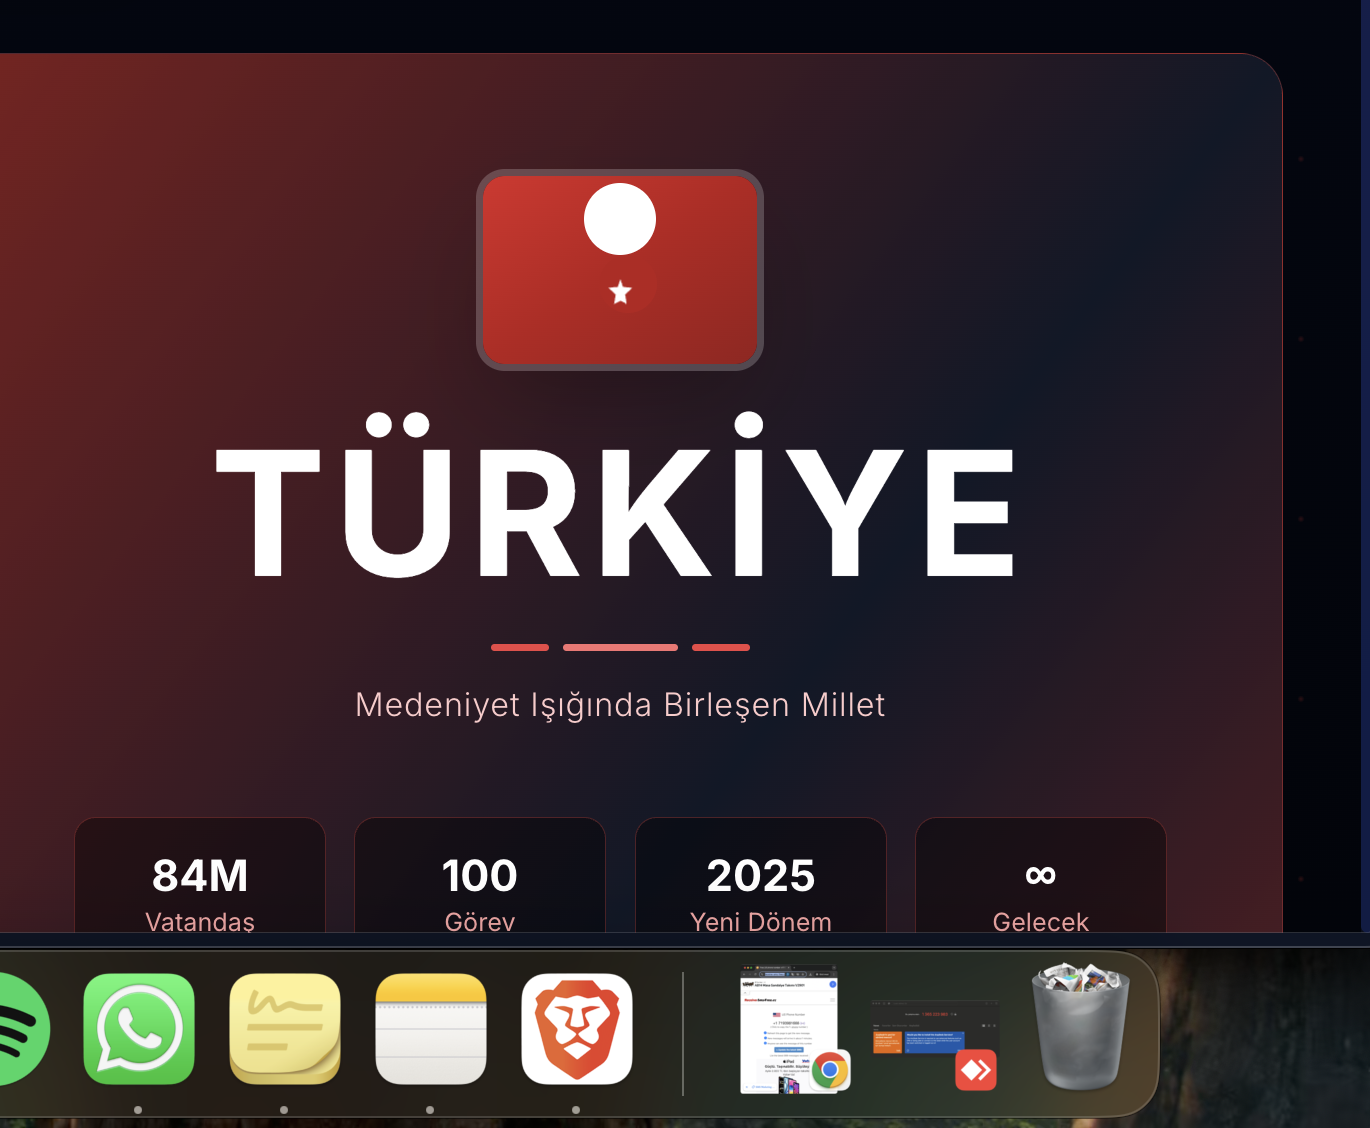 TÜRKİYE
Medeniyet Işığında Birleşen Millet
84M
Vatandaş
100
Görev
2025
Yeni Dönem
∞
Gelecek